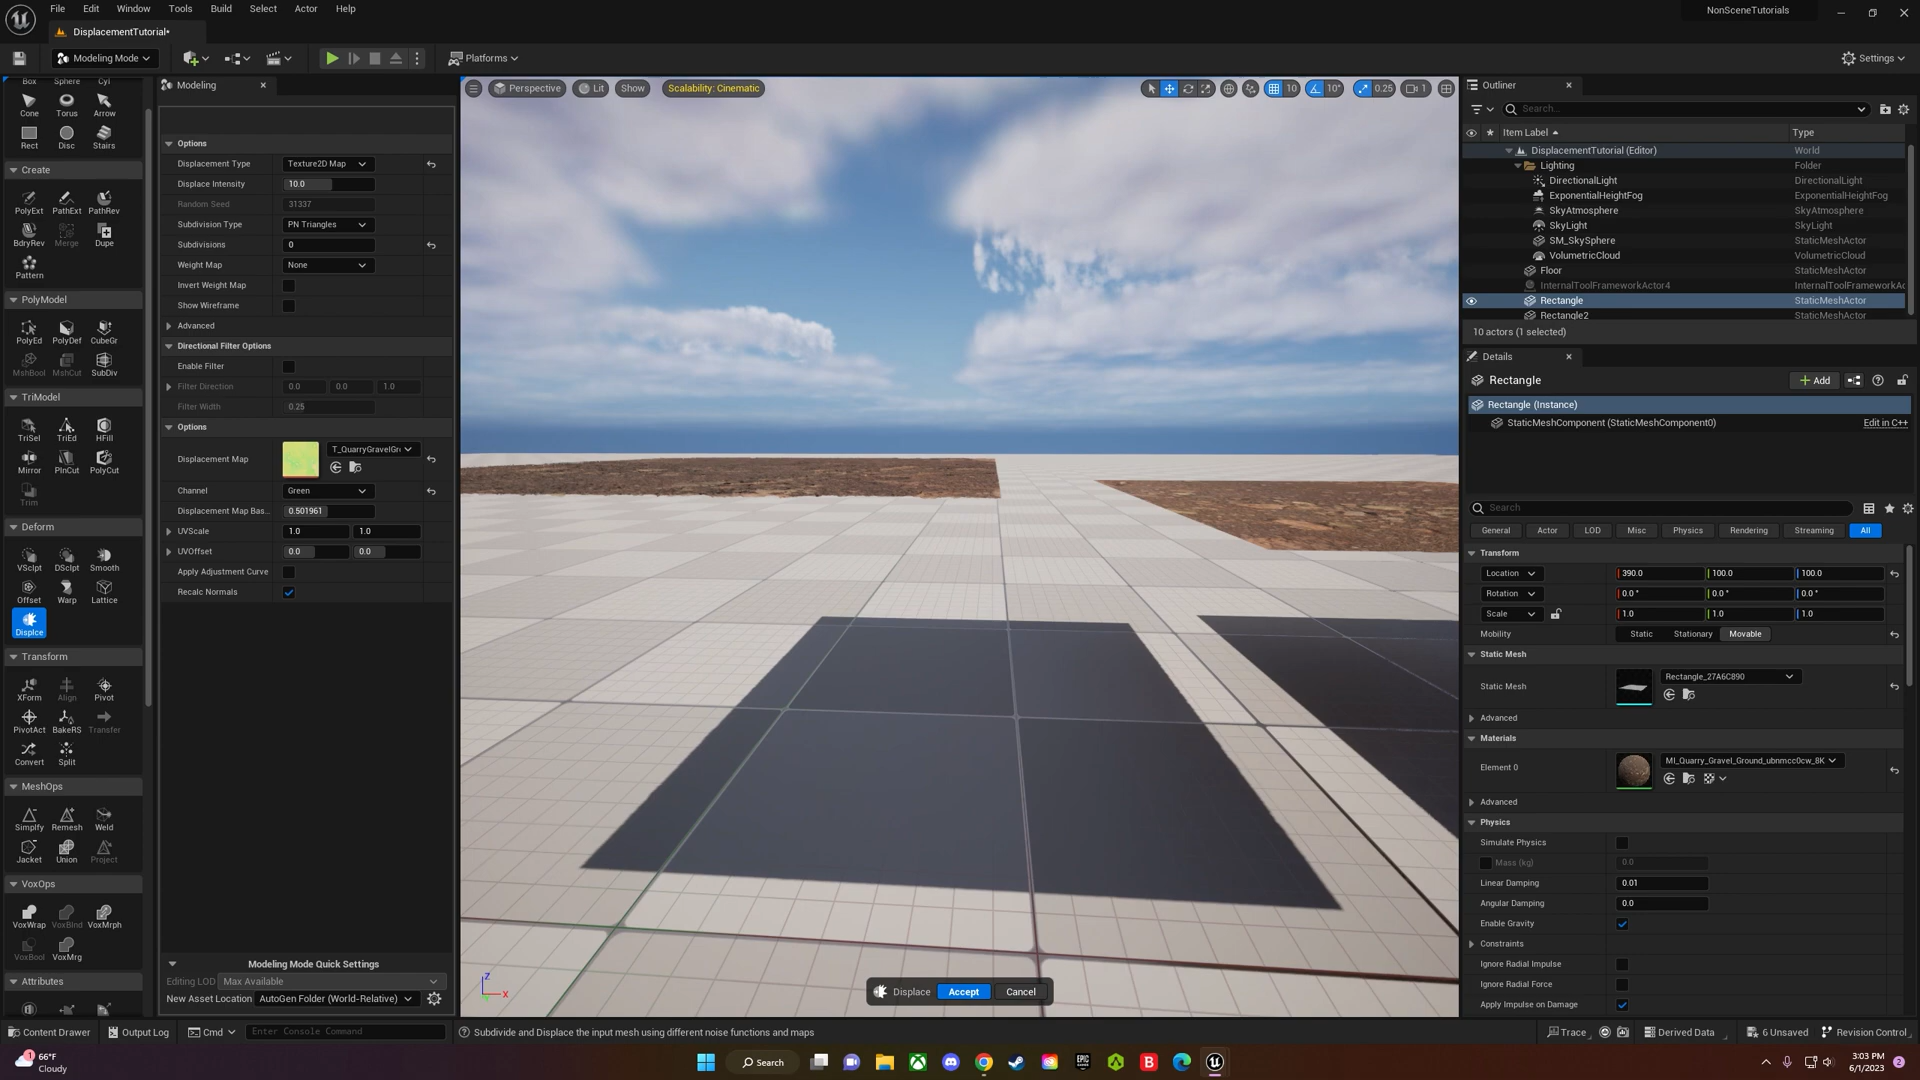 File Edit Window Tools Build Select Actor Help
NonSceneTutorials
DisplacementTutorial*
Modeling Mode
Platforms
Settings
Box Sphere Cyl
Cone Torus Arrow
Rect Disc Stairs
Create
PolyExt PathExt PathRev
BdryRev Merge Dupe
Pattern
PolyModel
PolyEd PolyDef CubeGr
MshBool MshCut SubDiv
TriModel
TriSel TriEd HFill
Mirror PlnCut PolyCut
Trim
Deform
VSclpt DSclpt Smooth
Offset Warp Lattice
Displce
Transform
XForm Align Pivot
PivotAct BakeRS Transfer
Convert Split
MeshOps
Simplfy Remesh Weld
Jacket Union Project
VoxOps
VoxWrap VoxBlnd VoxMrph
VoxBool VoxMrg
Attributes
Modeling
Options
Displacement Type Texture2D Map
Displace Intensity 10.0
Random Seed 31337
Subdivision Type PN Triangles
Subdivisions 0
Weight Map None
Invert Weight Map
Show Wireframe
Advanced
Directional Filter Options
Enable Filter
Filter Direction 0.0 0.0 1.0
Filter Width 0.25
Options
Displacement Map T_QuarryGravelGr
Channel Green
Displacement Map Bas... 0.501961
UVScale 1.0 1.0
UVOffset 0.0 0.0
Apply Adjustment Curve
Recalc Normals
Modeling Mode Quick Settings
Editing LOD Max Available
New Asset Location AutoGen Folder (World-Relative)
Perspective Lit Show Scalability: Cinematic
10 10° 0.25 1
Z
X
Displace Accept Cancel
Outliner
Search...
Item Label Type
DisplacementTutorial (Editor) World
Lighting Folder
DirectionalLight DirectionalLight
ExponentialHeightFog ExponentialHeightFog
SkyAtmosphere SkyAtmosphere
SkyLight SkyLight
SM_SkySphere StaticMeshActor
VolumetricCloud VolumetricCloud
Floor StaticMeshActor
InternalToolFrameworkActor4 InternalToolFrameworkAc
Rectangle StaticMeshActor
Rectangle2 StaticMeshActor
10 actors (1 selected)
Details
Rectangle
Add
Rectangle (Instance)
StaticMeshComponent (StaticMeshComponent0) Edit in C++
Search
General Actor LOD Misc Physics Rendering Streaming All
Transform
Location 390.0 100.0 100.0
Rotation 0.0° 0.0° 0.0°
Scale 1.0 1.0 1.0
Mobility Static Stationary Movable
Static Mesh
Static Mesh Rectangle_27A6C890
Advanced
Materials
Element 0 MI_Quarry_Gravel_Ground_ubnmcc0cw_8K
Advanced
Physics
Simulate Physics
Mass (kg) 0.0
Linear Damping 0.01
Angular Damping 0.0
Enable Gravity
Constraints
Ignore Radial Impulse
Ignore Radial Force
Apply Impulse on Damage
Content Drawer Output Log Cmd Enter Console Command
Subdivide and Displace the input mesh using different noise functions and maps
Trace Derived Data 6 Unsaved Revision Control
1
66°F
Cloudy
Search
EPIC
GAMES
B
3:03 PM
6/1/2023
2